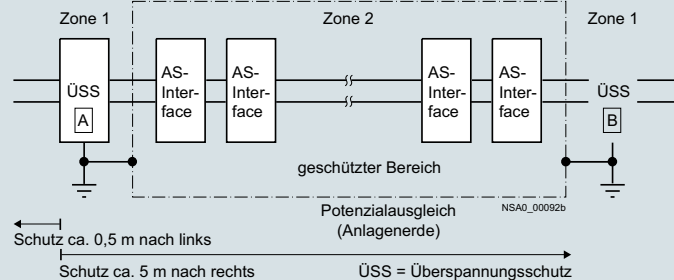 Zone 1
Zone 2
Zone 1
ÜSS
A
AS-
Inter-
face
AS-
Inter-
face
AS-
Inter-
face
AS-
Inter-
face
ÜSS
B
geschützter Bereich
NSA0_00092b
Potenzialausgleich
(Anlagenerde)
Schutz ca. 0,5 m nach links
Schutz ca. 5 m nach rechts
ÜSS = Überspannungsschutz